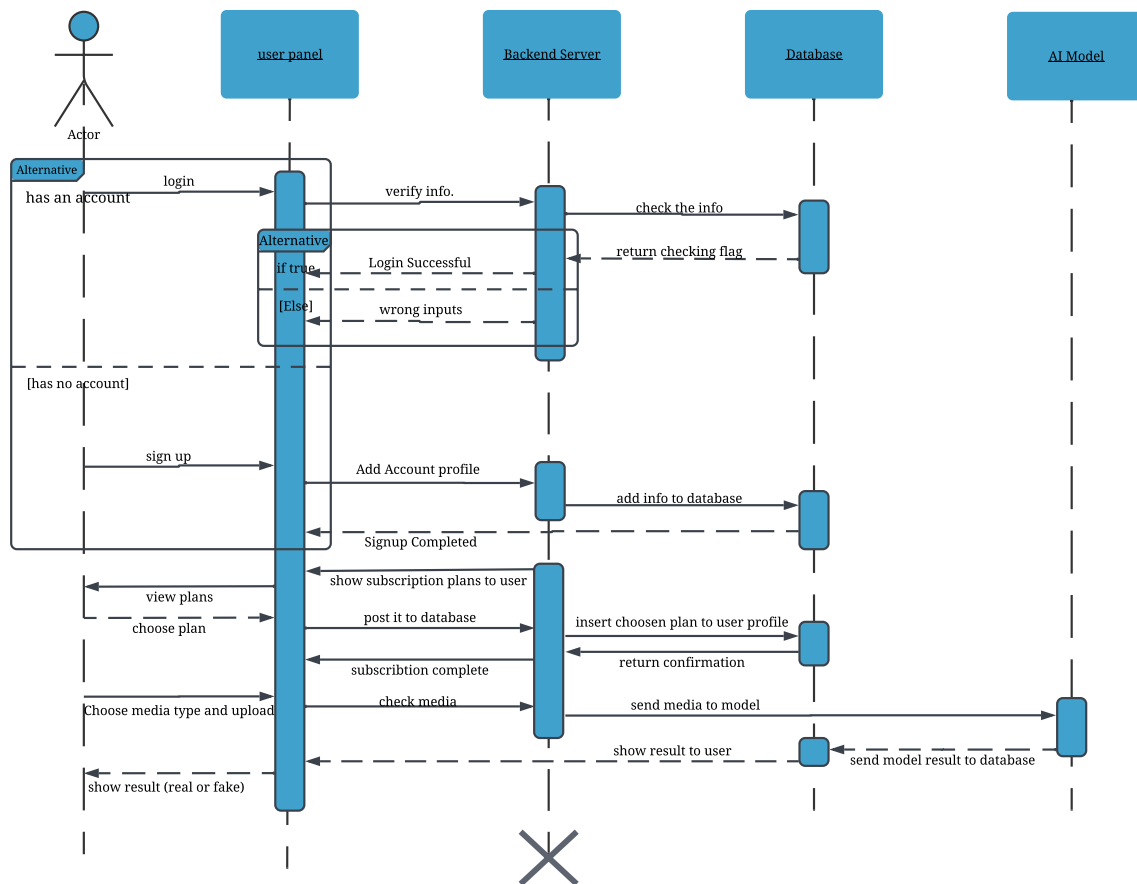 user panel
Backend Server
Database
AI Model
Actor
Alternative
login
has an account
verify info.
check the info
Alternative
return checking flag
if true
Login Successful
[Else]
wrong inputs
[has no account]
sign up
Add Account profile
add info to database
Signup Completed
show subscription plans to user
view plans
post it to database
insert choosen plan to user profile
choose plan
return confirmation
subscribtion complete
check media
send media to model
Choose media type and upload
show result to user
send model result to database
show result (real or fake)